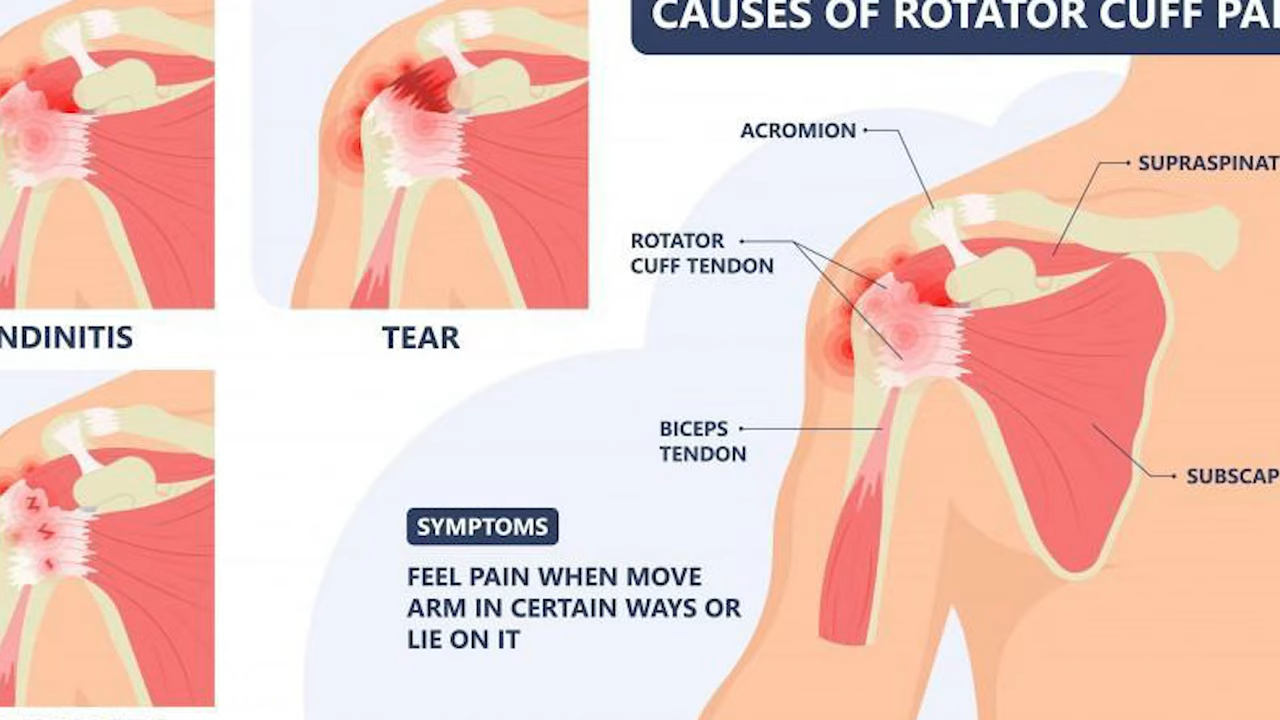 CAUSES OF ROTATOR CUFF PAI
ACROMION
SUPRASPINAT
ROTATOR
CUFF TENDON
NDINITIS
TEAR
BICEPS
TENDON
SUBSCAP
SYMPTOMS
FEEL PAIN WHEN MOVE
ARM IN CERTAIN WAYS OR
LIE ON IT